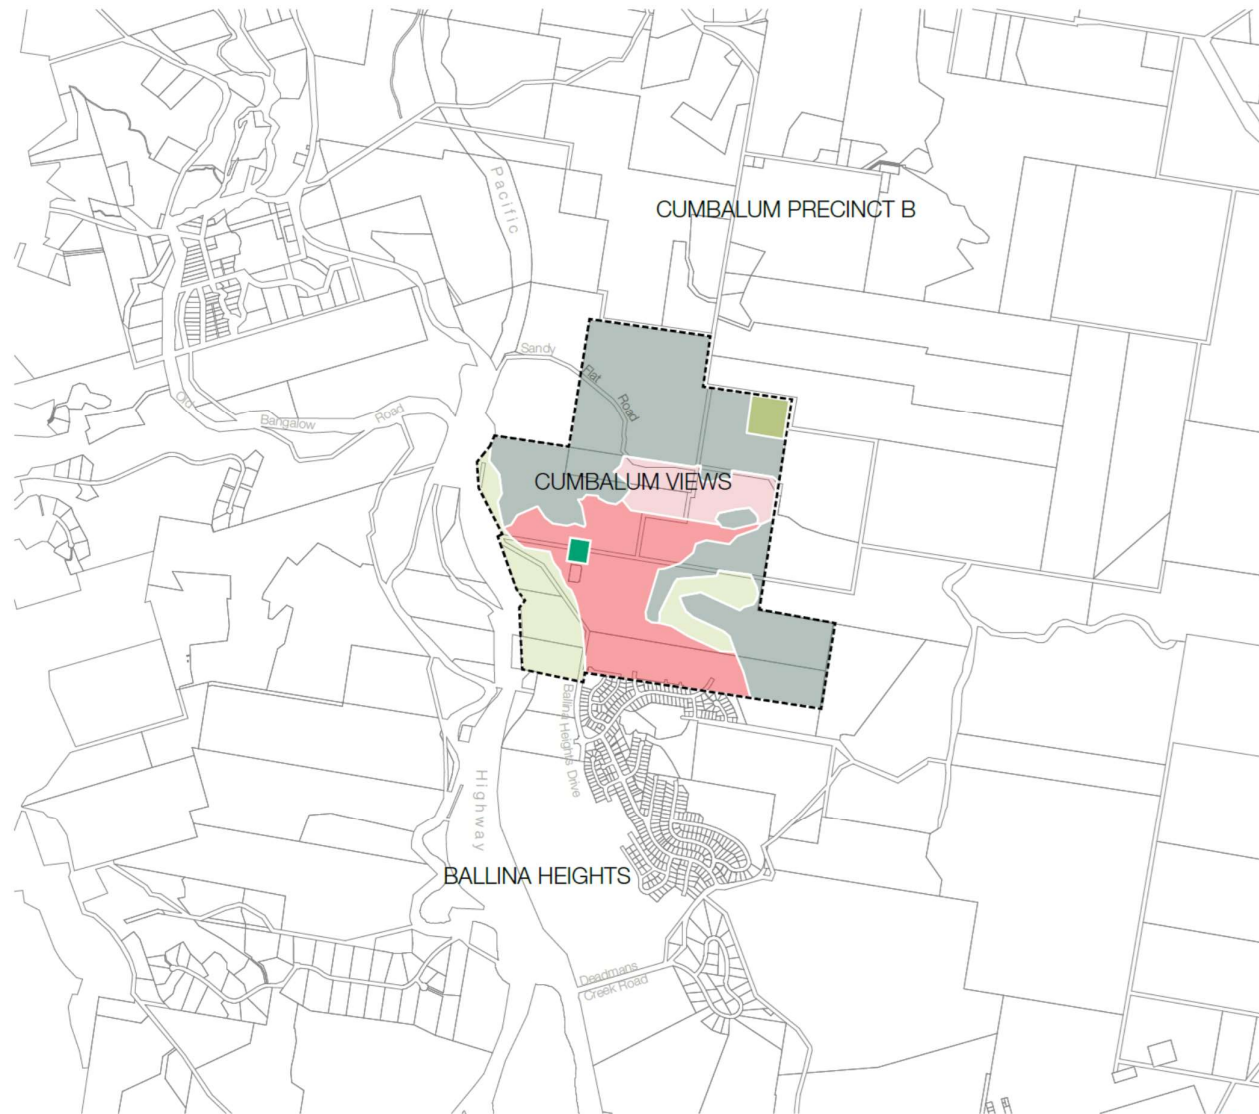 Pacific
CUMBALUM PRECINCT B
Sandy
Flat
Road
Old
Bangalow
Road
CUMBALUM VIEWS
Ballina Heights Drive
Highway
BALLINA HEIGHTS
Deadmans
Creek Road